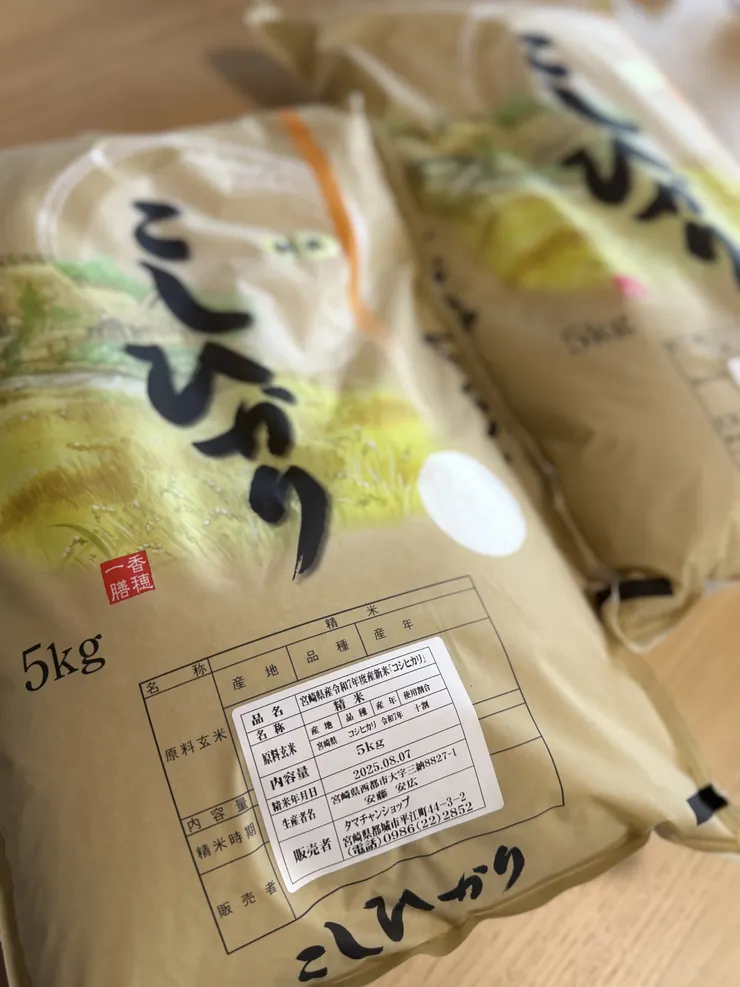 こしひかり
一膳
香穂
5kg
精米
名称 産地 品種 産年
原料玄米
内容量
精米時期
販売者
品名 宮崎県産令和7年度産新米「コシヒカリ」
名称 精米
原料玄米 産地 品種 産年 使用割合
宮崎県 コシヒカリ 令和7年 十割
内容量 5kg
精米年月日 2025.08.07
生産者名 宮崎県西都市大字三納8827-1
安藤 安広
販売者 タマチャンショップ
宮崎県都城市平江町44-3-2
(電話)0986(22)2852
こしひかり
こしひかり
5kg